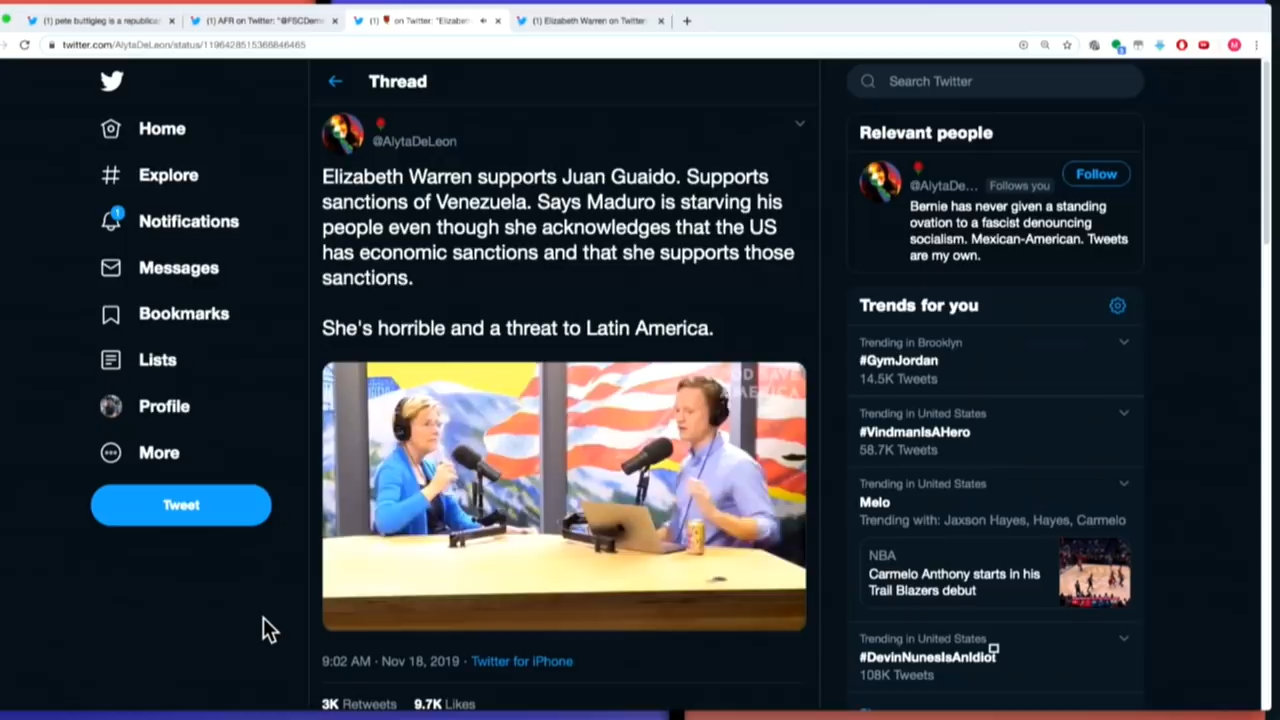 (1) pete buttigieg is a republica
(1) AFR on Twitter: "@FSCDeme
(1) 🌹 on Twitter: "Elizabet
(1) Elizabeth Warren on Twitter
twitter.com/AlytaDeLeon/status/1196428515366846465
Home
Explore
1
Notifications
Messages
Bookmarks
Lists
Profile
More
Tweet
Thread
@AlytaDeLeon
Elizabeth Warren supports Juan Guaido. Supports
sanctions of Venezuela. Says Maduro is starving his
people even though she acknowledges that the US
has economic sanctions and that she supports those
sanctions.
She's horrible and a threat to Latin America.
AMERICA
9:02 AM · Nov 18, 2019 · Twitter for iPhone
3K Retweets 9.7K Likes
Search Twitter
Relevant people
@AlytaDe... Follows you
Follow
Bernie has never given a standing
ovation to a fascist denouncing
socialism. Mexican-American. Tweets
are my own.
Trends for you
Trending in Brooklyn
#GymJordan
14.5K Tweets
Trending in United States
#VindmanIsAHero
58.7K Tweets
Trending in United States
Melo
Trending with: Jaxson Hayes, Hayes, Carmelo
NBA
Carmelo Anthony starts in his
Trail Blazers debut
Trending in United States
#DevinNunesIsAnIdiot
108K Tweets